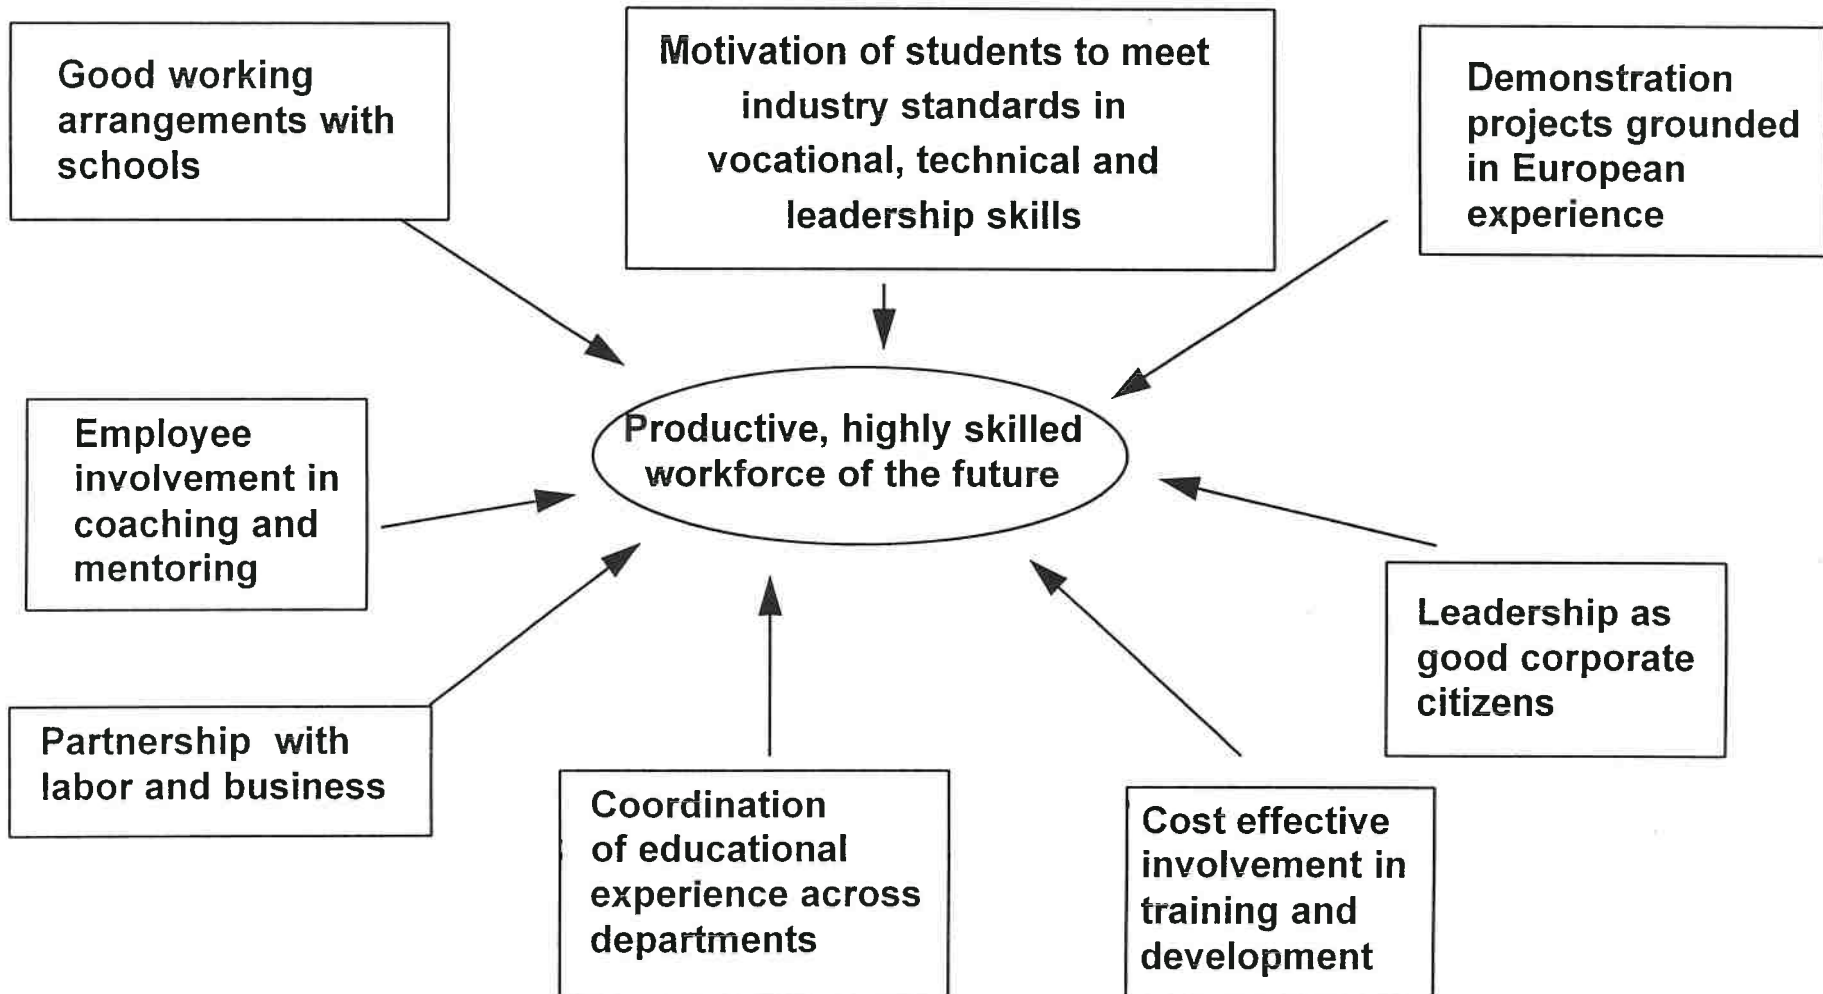 Good working
arrangements with
schools
Motivation of students to meet
industry standards in
vocational, technical and
leadership skills
Demonstration
projects grounded
in European
experience
Productive, highly skilled
workforce of the future
Employee
involvement in
coaching and
mentoring
Leadership as
good corporate
citizens
Partnership with
labor and business
Coordination
of educational
experience across
departments
Cost effective
involvement in
training and
development